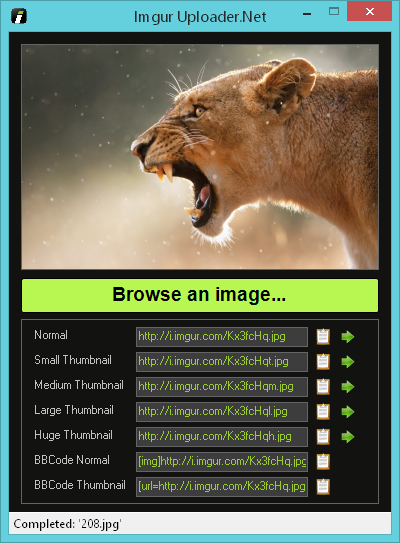 Imgur Uploader.Net
Browse an image...
Normal http://i.imgur.com/Kx3fcHq.jpg
Small Thumbnail http://i.imgur.com/Kx3fcHqt.jpg
Medium Thumbnail http://i.imgur.com/Kx3fcHqm.jpg
Large Thumbnail http://i.imgur.com/Kx3fcHql.jpg
Huge Thumbnail http://i.imgur.com/Kx3fcHqh.jpg
BBCode Normal [img]http://i.imgur.com/Kx3fcHq.jpg
BBCode Thumbnail [url=http://i.imgur.com/Kx3fcHq.jpg
Completed: '208.jpg'